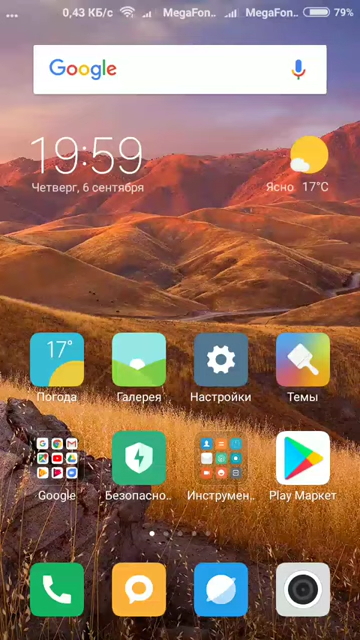 ... 0,43 КБ/с MegaFon.. MegaFon.. 79%
Google
19:59
Четверг, 6 сентября
Ясно 17°C
17°
Погода Галерея Настройки Темы
Google Безопасно.. Инструмен.. Play Маркет